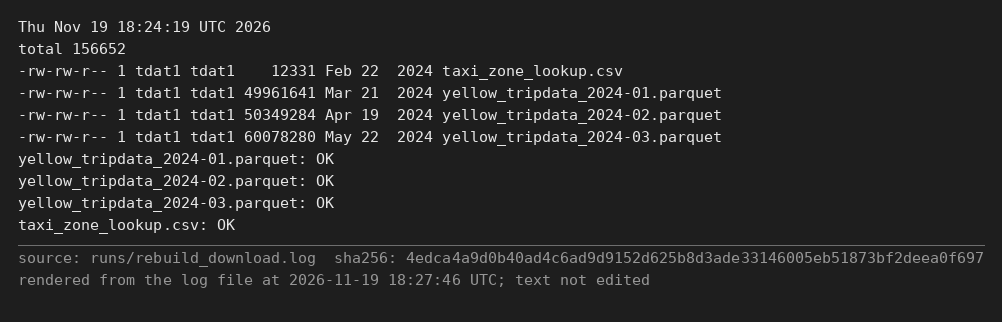 Thu Nov 19 18:24:19 UTC 2026
total 156652
-rw-rw-r-- 1 tdat1 tdat1    12331 Feb 22  2024 taxi_zone_lookup.csv
-rw-rw-r-- 1 tdat1 tdat1 49961641 Mar 21  2024 yellow_tripdata_2024-01.parquet
-rw-rw-r-- 1 tdat1 tdat1 50349284 Apr 19  2024 yellow_tripdata_2024-02.parquet
-rw-rw-r-- 1 tdat1 tdat1 60078280 May 22  2024 yellow_tripdata_2024-03.parquet
yellow_tripdata_2024-01.parquet: OK
yellow_tripdata_2024-02.parquet: OK
yellow_tripdata_2024-03.parquet: OK
taxi_zone_lookup.csv: OK
source: runs/rebuild_download.log  sha256: 4edca4a9d0b40ad4c6ad9d9152d625b8d3ade33146005eb51873bf2deea0f697
rendered from the log file at 2026-11-19 18:27:46 UTC; text not edited